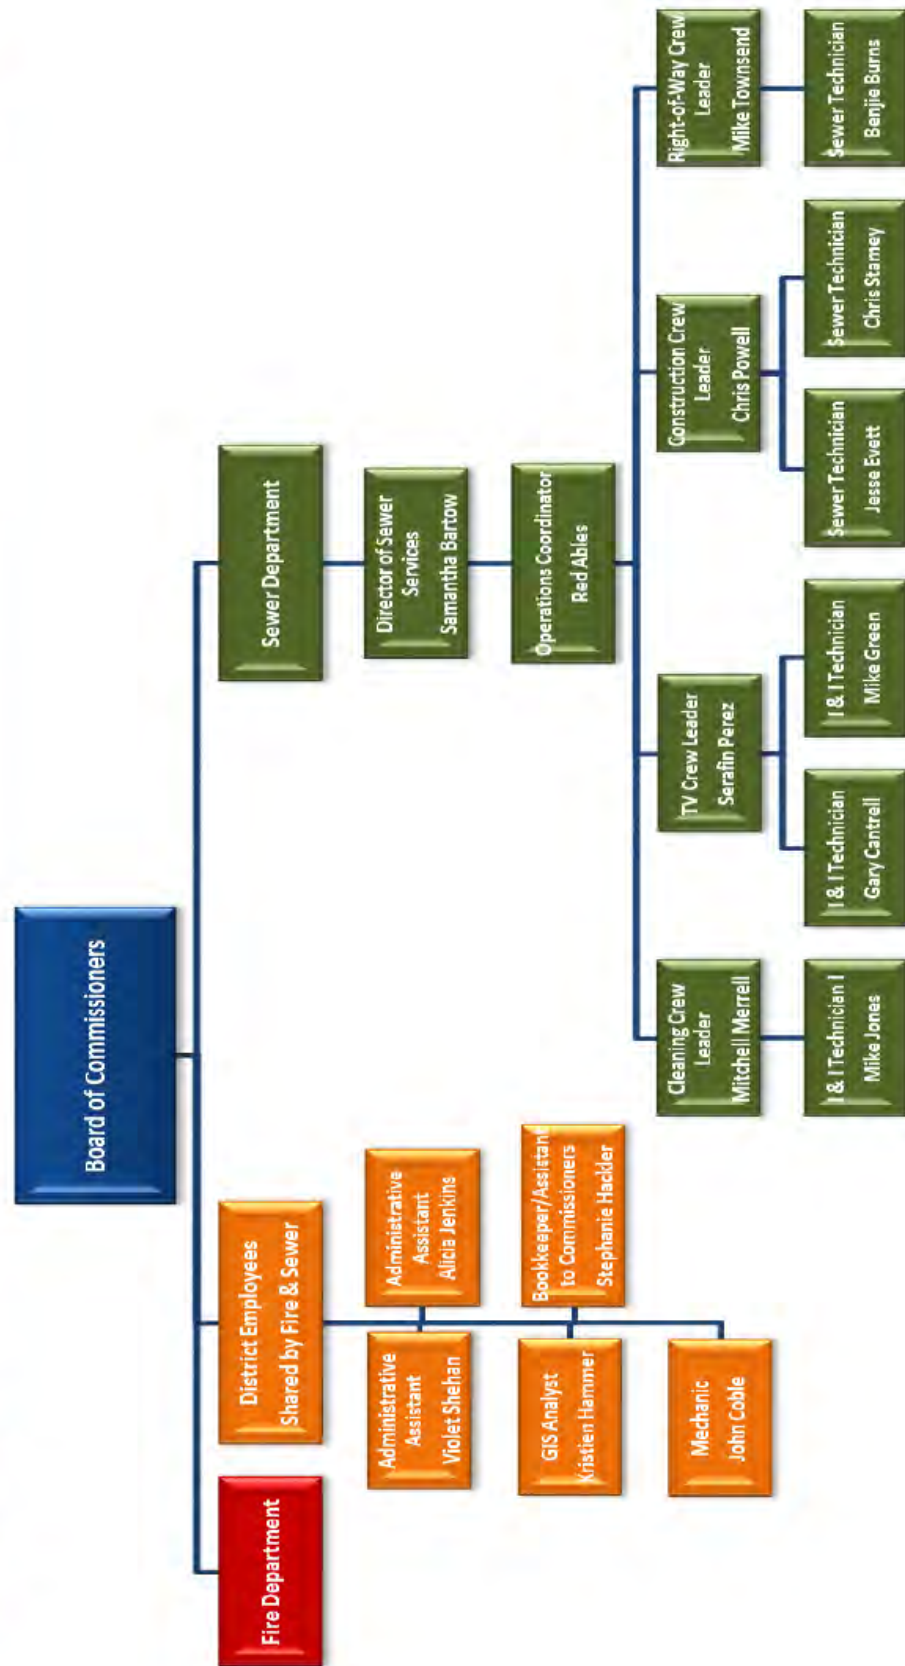 Board of Commissioners
Fire Department
District Employees
Shared by Fire & Sewer
Sewer Department
Administrative
Assistant
Violet Shehan
Administrative
Assistant
Alicia Jenkins
GIS Analyst
Kristien Hammer
Bookkeeper/Assistant
to Commissioners
Stephanie Hackler
Mechanic
John Coble
Director of Sewer
Services
Samantha Bartow
Operations Coordinator
Red Ables
Cleaning Crew
Leader
Mitchell Merrell
TV Crew Leader
Serafin Perez
Construction Crew
Leader
Chris Powell
Right-of-Way Crew
Leader
Mike Townsend
I & I Technician I
Mike Jones
I & I Technician
Gary Cantrell
I & I Technician
Mike Green
Sewer Technician
Jesse Evett
Sewer Technician
Chris Stamey
Sewer Technician
Benjie Burns